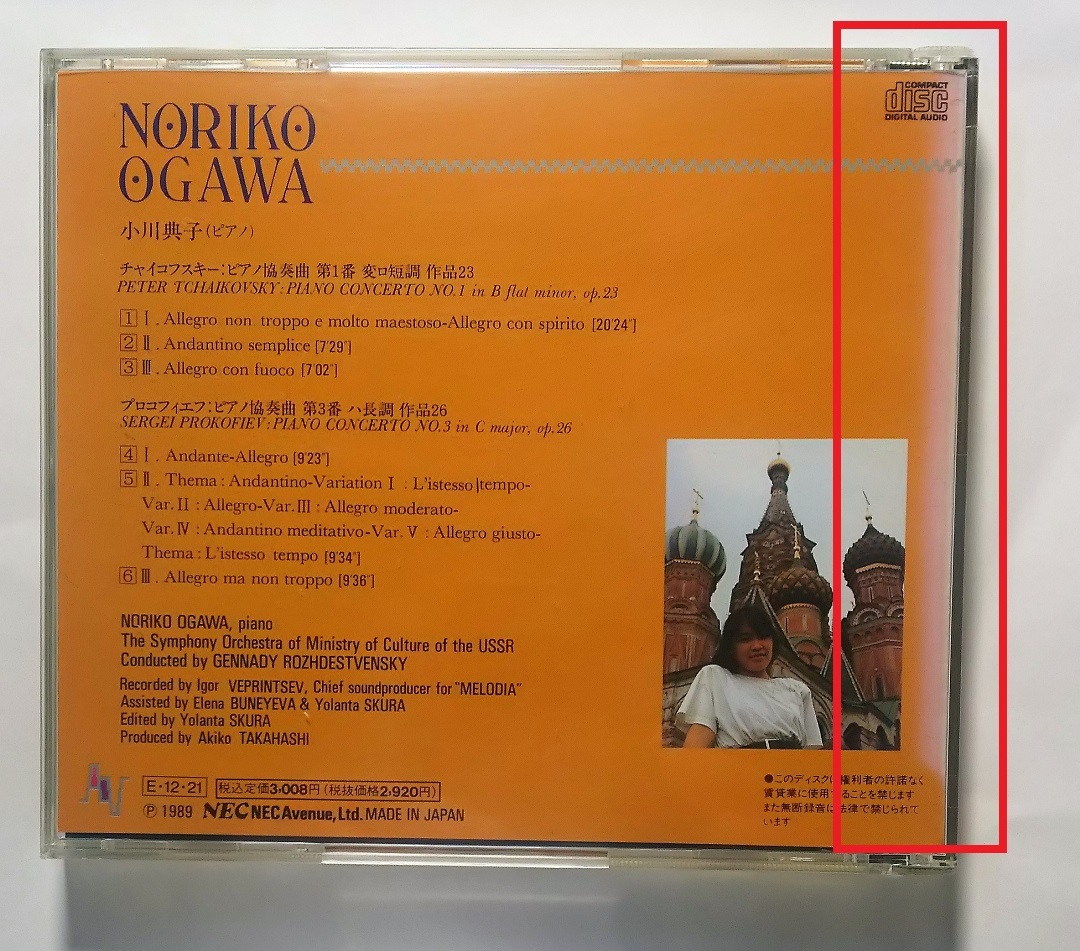 NORIKO
OGAWA
小川典子(ピアノ)
COMPACT
disc
DIGITAL AUDIO
チャイコフスキー:ピアノ協奏曲 第1番 変ロ短調 作品23
PETER TCHAIKOVSKY:PIANO CONCERTO NO.1 in B flat minor, op.23
1 Ⅰ. Allegro non troppo e molto maestoso-Allegro con spirito [20'24"]
2 Ⅱ. Andantino semplice [7'29"]
3 Ⅲ. Allegro con fuoco [7'02"]
プロコフィエフ:ピアノ協奏曲 第3番 ハ長調 作品26
SERGEI PROKOFIEV:PIANO CONCERTO NO.3 in C major, op.26
4 Ⅰ. Andante-Allegro [9'23"]
5 Ⅱ. Thema:Andantino-Variation Ⅰ:L'istesso tempo-
Var.Ⅱ:Allegro-Var.Ⅲ:Allegro moderato-
Var.Ⅳ:Andantino meditativo-Var.Ⅴ:Allegro giusto-
Thema:L'istesso tempo [9'34"]
6 Ⅲ. Allegro ma non troppo [9'36"]
NORIKO OGAWA, piano
The Symphony Orchestra of Ministry of Culture of the USSR
Conducted by GENNADY ROZHDESTVENSKY
Recorded by Igor VEPRINTSEV, Chief soundproducer for "MELODIA"
Assisted by Elena BUNEYEVA & Yolanta SKURA
Edited by Yolanta SKURA
Produced by Akiko TAKAHASHI
AV E・12・21 税込定価3,008円(税抜価格2,920円)
Ⓟ 1989 NEC NEC Avenue, Ltd. MADE IN JAPAN
●このディスクは権利者の許諾なく
賃貸業に使用することを禁じます
また無断録音は法律で禁じられて
います